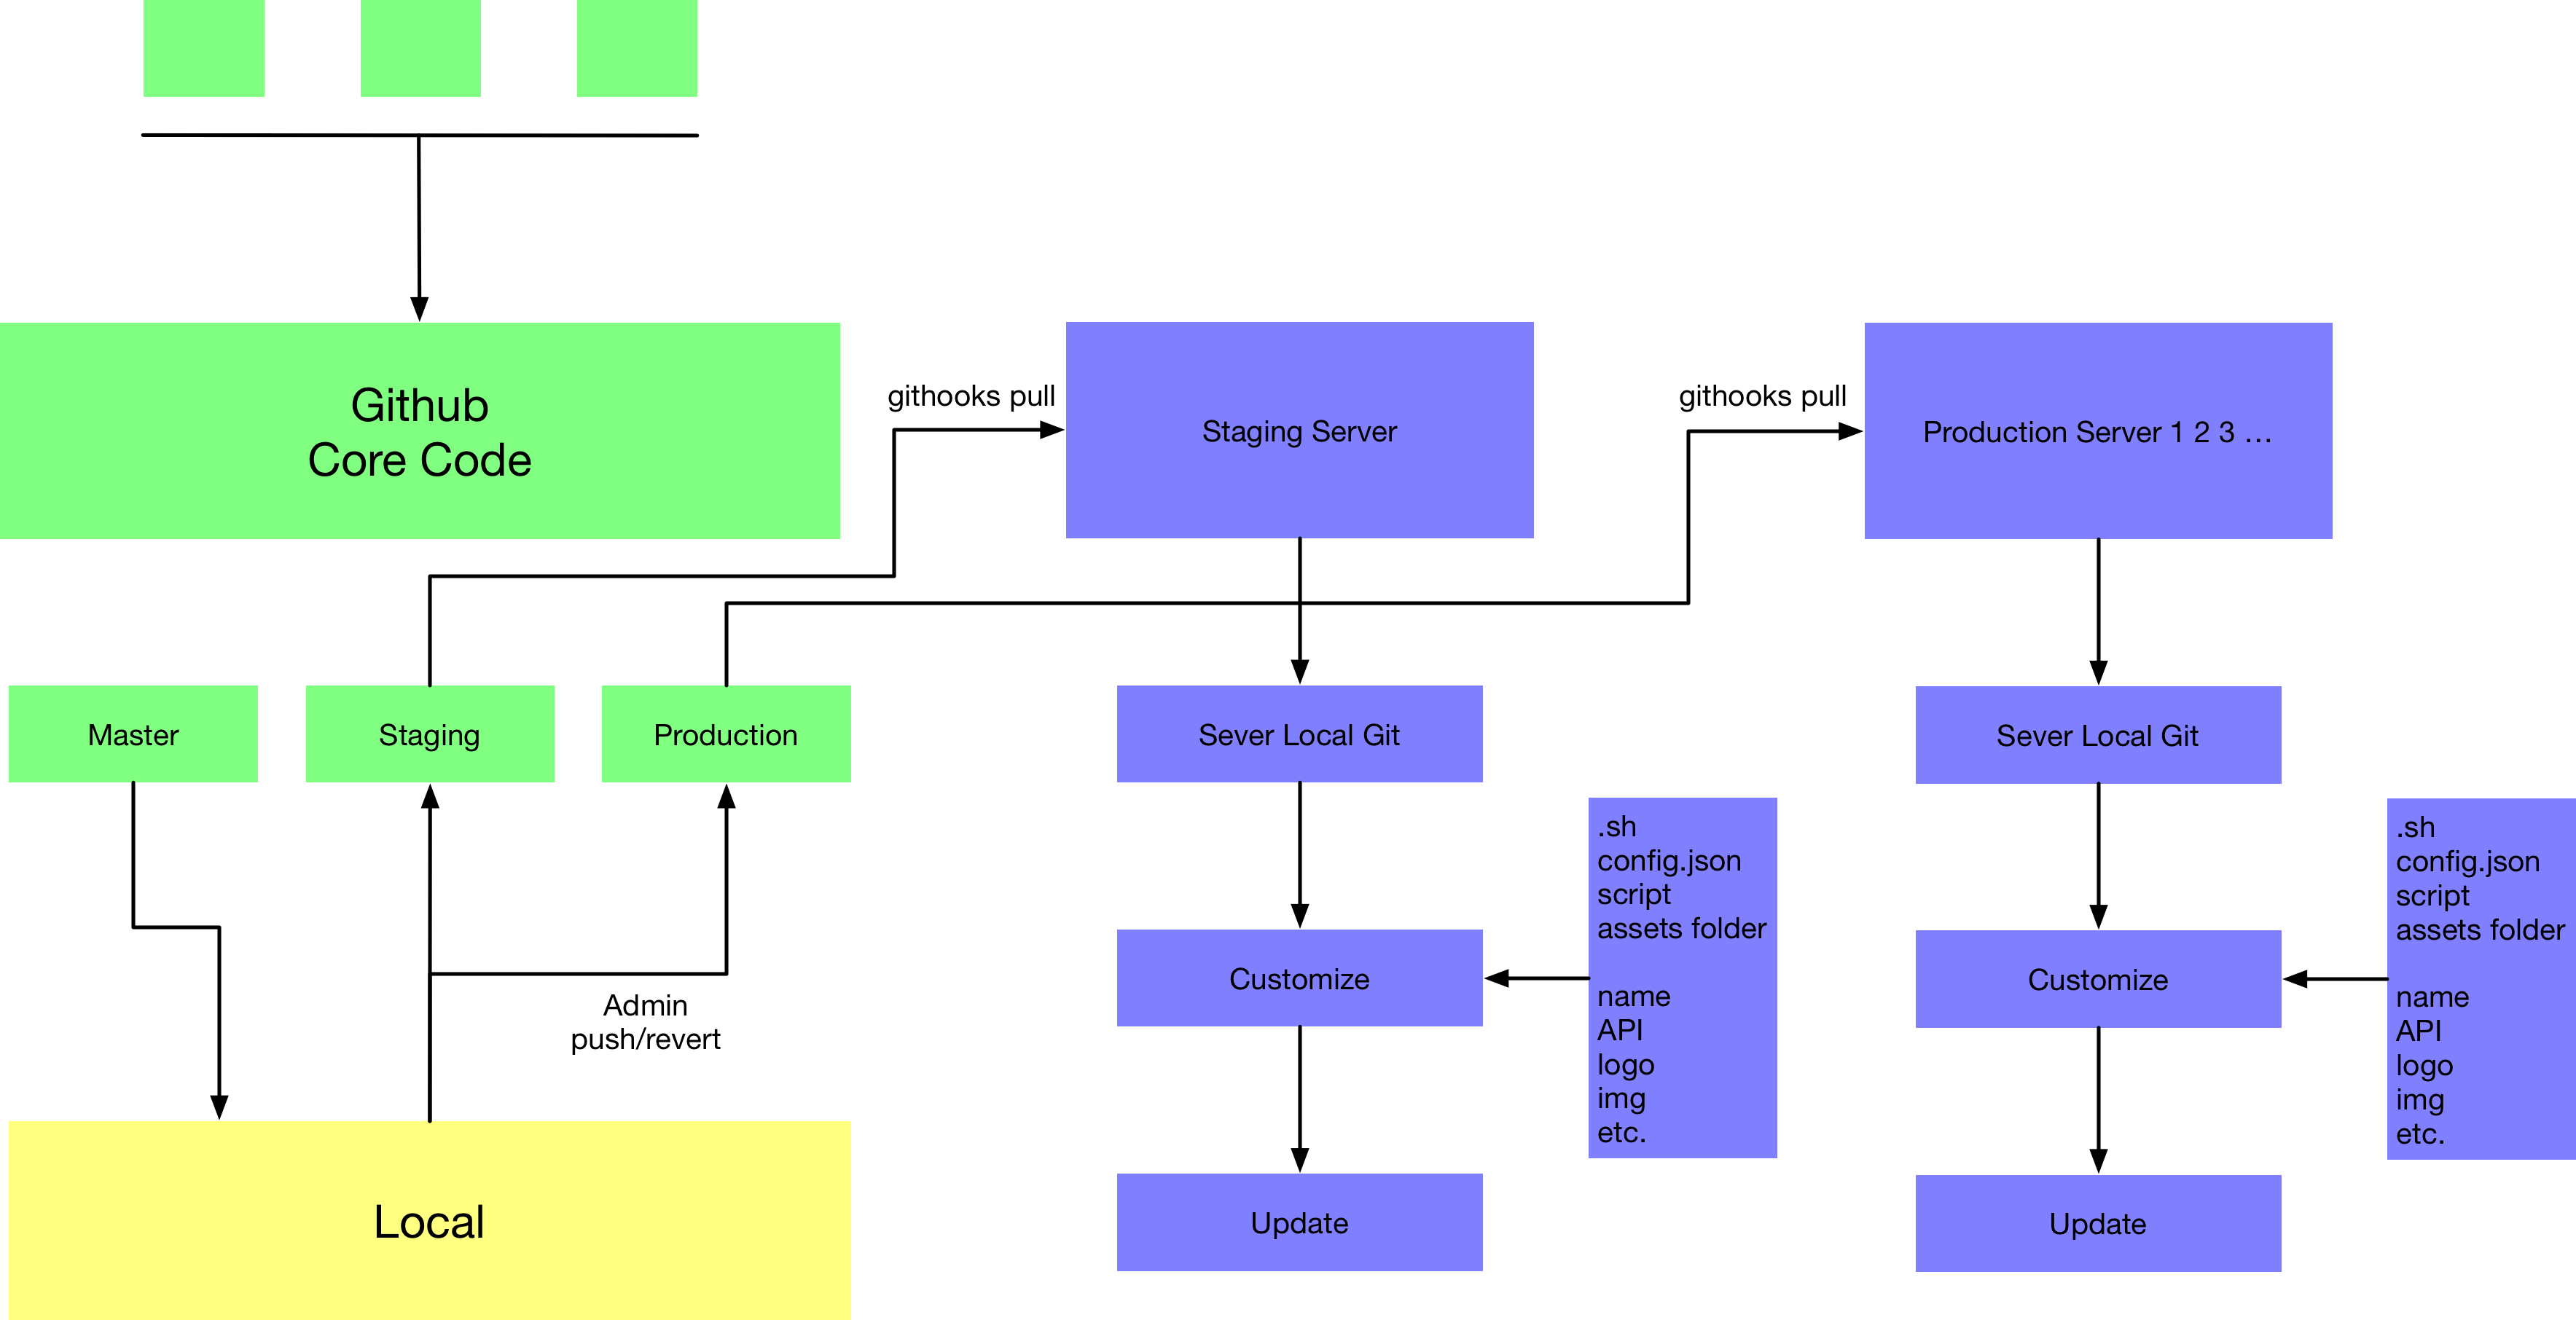 Github
Core Code
githooks pull
Staging Server
githooks pull
Production Server 1 2 3 ...
Master
Staging
Production
Sever Local Git
Sever Local Git
Admin
push/revert
Customize
.sh
config.json
script
assets folder
name
API
logo
img
etc.
Customize
.sh
config.json
script
assets folder
name
API
logo
img
etc.
Local
Update
Update